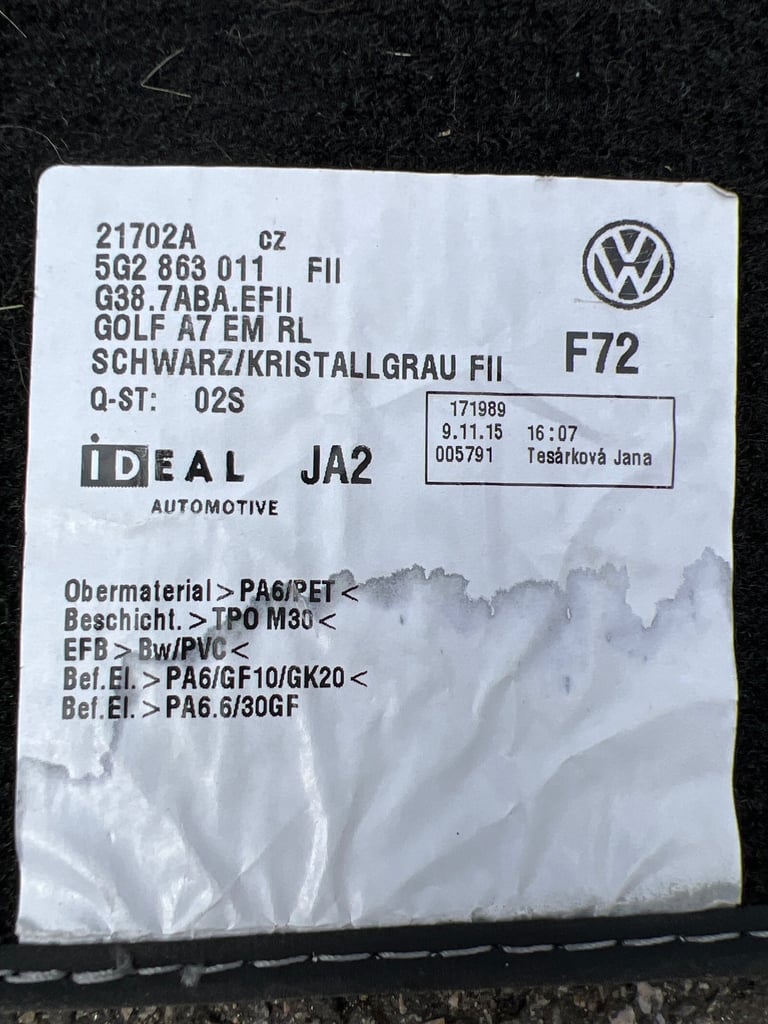 21702A cz
5G2 863 011 FII
G38.7ABA.EFII
GOLF A7 EM RL
SCHWARZ/KRISTALLGRAU FII
F72
Q-ST: 02S
171989
9.11.15 16:07
005791 Tesárková Jana
iDEAL JA2
AUTOMOTIVE
Obermaterial>PA6/PET<
Beschicht.>TPO M30<
EFB>Bw/PVC<
Bef.El.>PA6/GF10/GK20<
Bef.El.>PA6.6/30GF